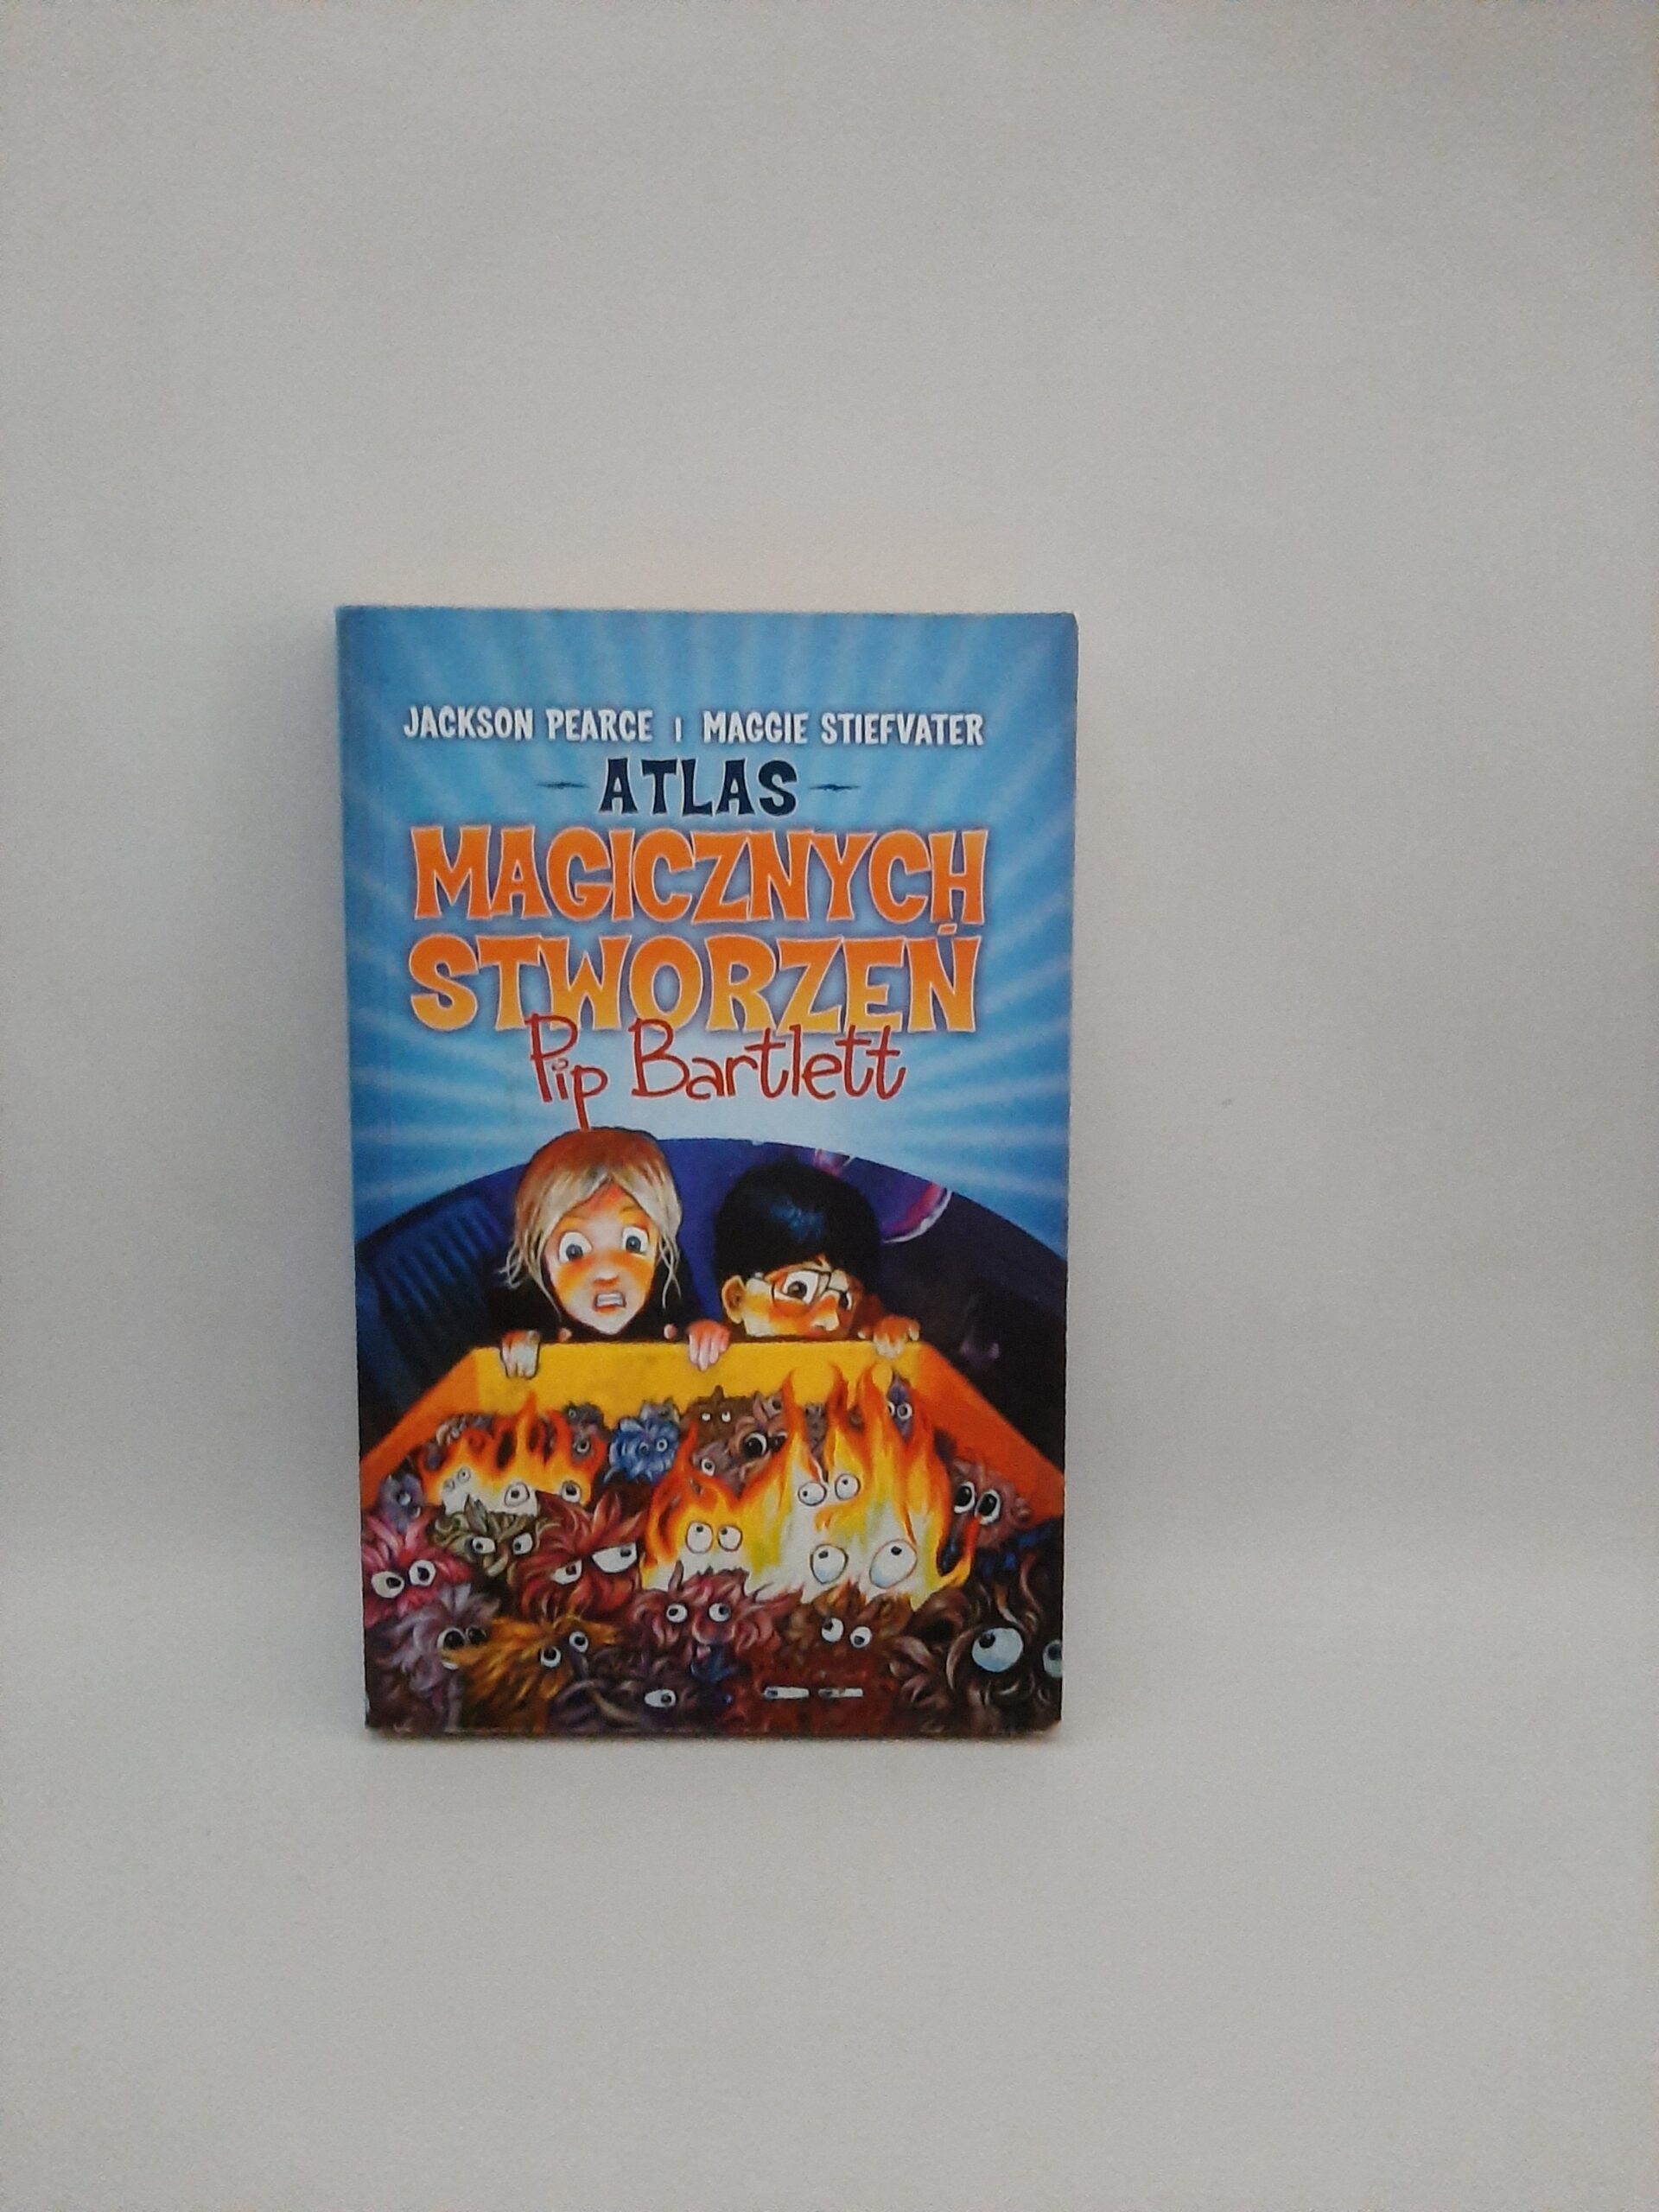 JACKSON PEARCE | MAGGIE STIEFVATER
ATLAS
MAGICZNYCH
STWORZEŃ
Pip Bartlett